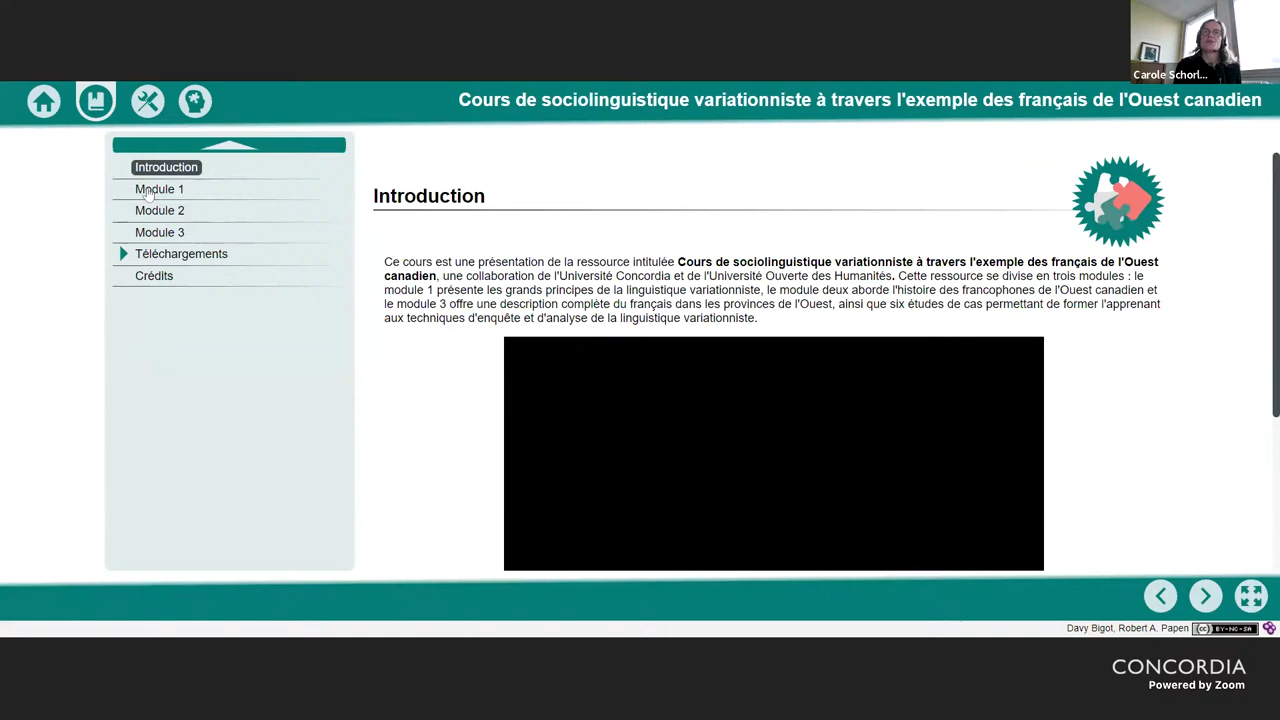 Carole Schorl...
Cours de sociolinguistique variationniste à travers l'exemple des français de l'Ouest canadien
Introduction
Module 1
Module 2
Module 3
Téléchargements
Crédits
Introduction
Ce cours est une présentation de la ressource intitulée Cours de sociolinguistique variationniste à travers l'exemple des français de l'Ouest
canadien, une collaboration de l'Université Concordia et de l'Université Ouverte des Humanités. Cette ressource se divise en trois modules : le
module 1 présente les grands principes de la linguistique variationniste, le module deux aborde l'histoire des francophones de l'Ouest canadien et
le module 3 offre une description complète du français dans les provinces de l'Ouest, ainsi que six études de cas permettant de former l'apprenant
aux techniques d'enquête et d'analyse de la linguistique variationniste.
Davy Bigot, Robert A. Papen
cc BY-NC-SA
CONCORDIA
Powered by Zoom